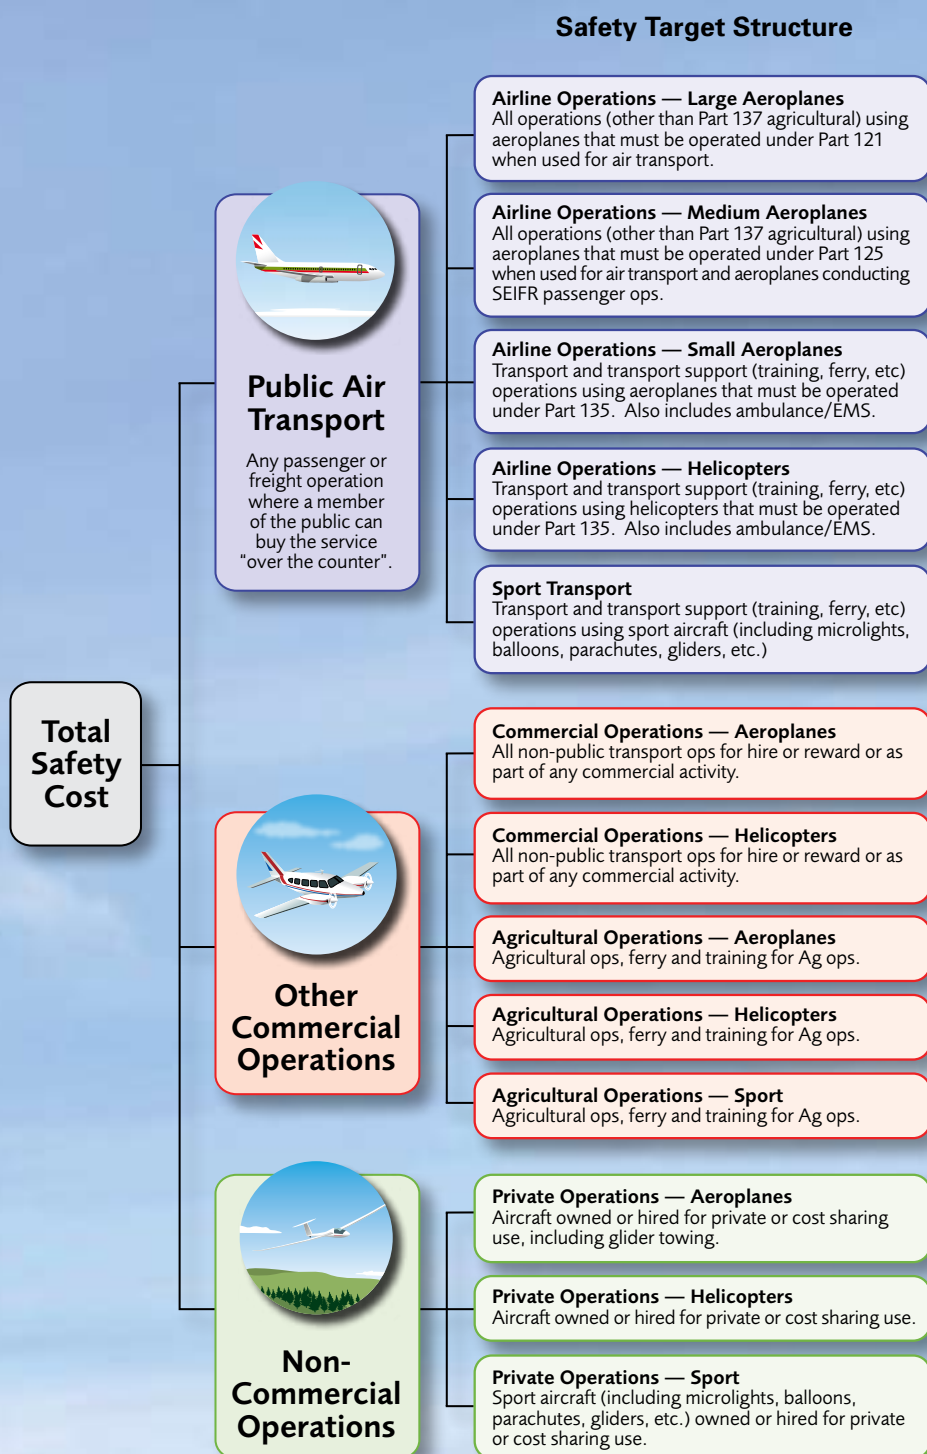 Safety Target Structure
Total
Safety
Cost
Public Air
Transport
Any passenger or
freight operation
where a member
of the public can
buy the service
“over the counter”.
Airline Operations — Large Aeroplanes
All operations (other than Part 137 agricultural) using
aeroplanes that must be operated under Part 121
when used for air transport.
Airline Operations — Medium Aeroplanes
All operations (other than Part 137 agricultural) using
aeroplanes that must be operated under Part 125
when used for air transport and aeroplanes conducting
SEIFR passenger ops.
Airline Operations — Small Aeroplanes
Transport and transport support (training, ferry, etc)
operations using aeroplanes that must be operated
under Part 135.  Also includes ambulance/EMS.
Airline Operations — Helicopters
Transport and transport support (training, ferry, etc)
operations using helicopters that must be operated
under Part 135.  Also includes ambulance/EMS.
Sport Transport
Transport and transport support (training, ferry, etc)
operations using sport aircraft (including microlights,
balloons, parachutes, gliders, etc.)
Other
Commercial
Operations
Commercial Operations — Aeroplanes
All non-public transport ops for hire or reward or as
part of any commercial activity.
Commercial Operations — Helicopters
All non-public transport ops for hire or reward or as
part of any commercial activity.
Agricultural Operations — Aeroplanes
Agricultural ops, ferry and training for Ag ops.
Agricultural Operations — Helicopters
Agricultural ops, ferry and training for Ag ops.
Agricultural Operations — Sport
Agricultural ops, ferry and training for Ag ops.
Non-
Commercial
Operations
Private Operations — Aeroplanes
Aircraft owned or hired for private or cost sharing
use, including glider towing.
Private Operations — Helicopters
Aircraft owned or hired for private or cost sharing use.
Private Operations — Sport
Sport aircraft (including microlights, balloons,
parachutes, gliders, etc.) owned or hired for private
or cost sharing use.